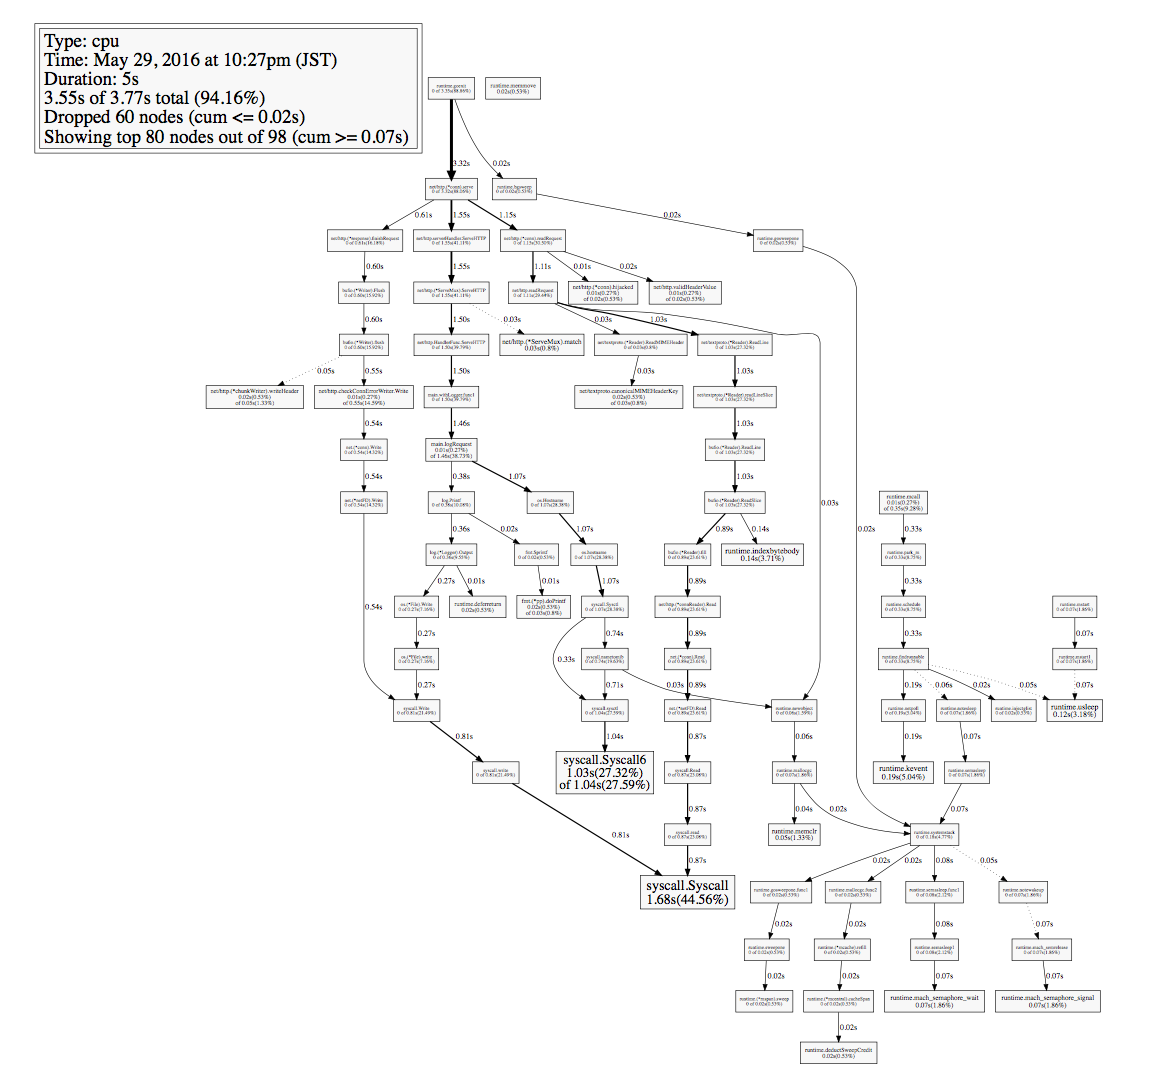 Type: cpu
Time: May 29, 2016 at 10:27pm (JST)
Duration: 5s
3.55s of 3.77s total (94.16%)
Dropped 60 nodes (cum <= 0.02s)
Showing top 80 nodes out of 98 (cum >= 0.07s)
runtime.goexit
0 of 3.35s(88.86%)
runtime.memmove
0.02s(0.53%)
3.32s
0.02s
net/http.(*conn).serve
0 of 3.32s(88.06%)
runtime.bgsweep
0 of 0.02s(0.53%)
0.61s
1.55s
1.15s
0.02s
net/http.(*response).finishRequest
0 of 0.61s(16.18%)
net/http.serverHandler.ServeHTTP
0 of 1.55s(41.11%)
net/http.(*conn).readRequest
0 of 1.15s(30.50%)
runtime.gosweepone
0 of 0.02s(0.53%)
0.60s
1.55s
1.11s
0.01s
0.02s
bufio.(*Writer).Flush
0 of 0.60s(15.92%)
net/http.(*ServeMux).ServeHTTP
0 of 1.55s(41.11%)
net/http.readRequest
0 of 1.11s(29.44%)
net/http.(*conn).hijacked
0.01s(0.27%)
of 0.02s(0.53%)
net/http.validHeaderValue
0.01s(0.27%)
of 0.02s(0.53%)
0.60s
1.50s
0.03s
0.03s
1.03s
bufio.(*Writer).flush
0 of 0.60s(15.92%)
net/http.HandlerFunc.ServeHTTP
0 of 1.50s(39.79%)
net/http.(*ServeMux).match
0.03s(0.8%)
net/textproto.(*Reader).ReadMIMEHeader
0 of 0.03s(0.8%)
net/textproto.(*Reader).ReadLine
0 of 1.03s(27.32%)
0.05s
0.55s
1.50s
0.03s
1.03s
net/http.(*chunkWriter).writeHeader
0.02s(0.53%)
of 0.05s(1.33%)
net/http.checkConnErrorWriter.Write
0.01s(0.27%)
of 0.55s(14.59%)
main.withLogger.func1
0 of 1.50s(39.79%)
net/textproto.canonicalMIMEHeaderKey
0.02s(0.53%)
of 0.03s(0.8%)
net/textproto.(*Reader).readLineSlice
0 of 1.03s(27.32%)
0.54s
1.46s
1.03s
net.(*conn).Write
0 of 0.54s(14.32%)
main.logRequest
0.01s(0.27%)
of 1.46s(38.73%)
bufio.(*Reader).ReadLine
0 of 1.03s(27.32%)
0.54s
0.38s
1.07s
1.03s
net.(*netFD).Write
0 of 0.54s(14.32%)
log.Printf
0 of 0.38s(10.08%)
os.Hostname
0 of 1.07s(28.38%)
bufio.(*Reader).ReadSlice
0 of 1.03s(27.32%)
0.03s
runtime.mcall
0.01s(0.27%)
of 0.35s(9.28%)
0.36s
0.02s
1.07s
0.89s
0.14s
0.02s
0.33s
log.(*Logger).Output
0 of 0.36s(9.55%)
fmt.Sprintf
0 of 0.02s(0.53%)
os.hostname
0 of 1.07s(28.38%)
bufio.(*Reader).fill
0 of 0.89s(23.61%)
runtime.indexbytebody
0.14s(3.71%)
runtime.park_m
0 of 0.33s(8.75%)
0.27s
0.01s
0.01s
1.07s
0.89s
0.33s
0.54s
os.(*File).Write
0 of 0.27s(7.16%)
runtime.deferreturn
0.02s(0.53%)
fmt.(*pp).doPrintf
0.02s(0.53%)
of 0.03s(0.8%)
syscall.Sysctl
0 of 1.07s(28.38%)
net/http.(*connReader).Read
0 of 0.89s(23.61%)
runtime.schedule
0 of 0.33s(8.75%)
runtime.mstart
0 of 0.07s(1.86%)
0.27s
0.74s
0.89s
0.33s
0.07s
os.(*File).write
0 of 0.27s(7.16%)
0.33s
syscall.nametomib
0 of 0.74s(19.63%)
net.(*conn).Read
0 of 0.89s(23.61%)
runtime.findrunnable
0 of 0.33s(8.75%)
runtime.mstart1
0 of 0.07s(1.86%)
0.27s
0.71s
0.03s
0.89s
0.19s
0.06s
0.02s
0.05s
0.07s
syscall.Write
0 of 0.81s(21.49%)
syscall.sysctl
0 of 1.04s(27.59%)
net.(*netFD).Read
0 of 0.89s(23.61%)
runtime.newobject
0 of 0.06s(1.59%)
runtime.netpoll
0 of 0.19s(5.04%)
runtime.notesleep
0 of 0.07s(1.86%)
runtime.injectglist
0 of 0.02s(0.53%)
runtime.usleep
0.12s(3.18%)
0.81s
1.04s
0.87s
0.06s
0.19s
0.07s
syscall.write
0 of 0.81s(21.49%)
syscall.Syscall6
1.03s(27.32%)
of 1.04s(27.59%)
syscall.Read
0 of 0.87s(23.08%)
runtime.mallocgc
0 of 0.07s(1.86%)
runtime.kevent
0.19s(5.04%)
runtime.semasleep
0 of 0.07s(1.86%)
0.81s
0.87s
0.04s
0.02s
0.07s
syscall.read
0 of 0.87s(23.08%)
runtime.memclr
0.05s(1.33%)
runtime.systemstack
0 of 0.18s(4.77%)
0.87s
0.02s
0.02s
0.08s
0.05s
syscall.Syscall
1.68s(44.56%)
runtime.gosweepone.func1
0 of 0.02s(0.53%)
runtime.mallocgc.func2
0 of 0.02s(0.53%)
runtime.semasleep.func1
0 of 0.08s(2.12%)
runtime.notewakeup
0 of 0.07s(1.86%)
0.02s
0.02s
0.08s
0.07s
runtime.sweepone
0 of 0.02s(0.53%)
runtime.(*mcache).refill
0 of 0.02s(0.53%)
runtime.semasleep1
0 of 0.08s(2.12%)
runtime.mach_semrelease
0 of 0.07s(1.86%)
0.02s
0.02s
0.07s
0.07s
runtime.(*mspan).sweep
0 of 0.02s(0.53%)
runtime.(*mcentral).cacheSpan
0 of 0.02s(0.53%)
runtime.mach_semaphore_wait
0.07s(1.86%)
runtime.mach_semaphore_signal
0.07s(1.86%)
0.02s
runtime.deductSweepCredit
0.02s(0.53%)